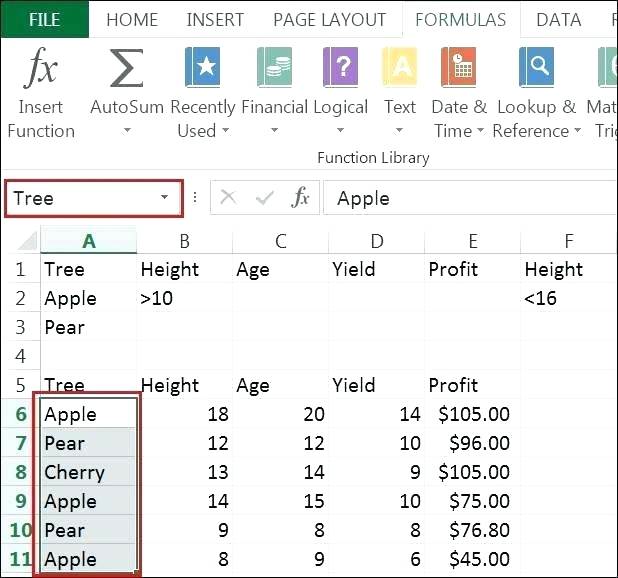 FILE HOME INSERT PAGE LAYOUT FORMULAS DATA
fx Σ ? A
Insert AutoSum Recently Financial Logical Text Date & Lookup & Mat
Function Used Time Reference Trig
Function Library
Tree fx Apple
A B C D E F
1 Tree Height Age Yield Profit Height
2 Apple >10 <16
3 Pear
4
5 Tree Height Age Yield Profit
6 Apple 18 20 14 $105.00
7 Pear 12 12 10 $96.00
8 Cherry 13 14 9 $105.00
9 Apple 14 15 10 $75.00
10 Pear 9 8 8 $76.80
11 Apple 8 9 6 $45.00